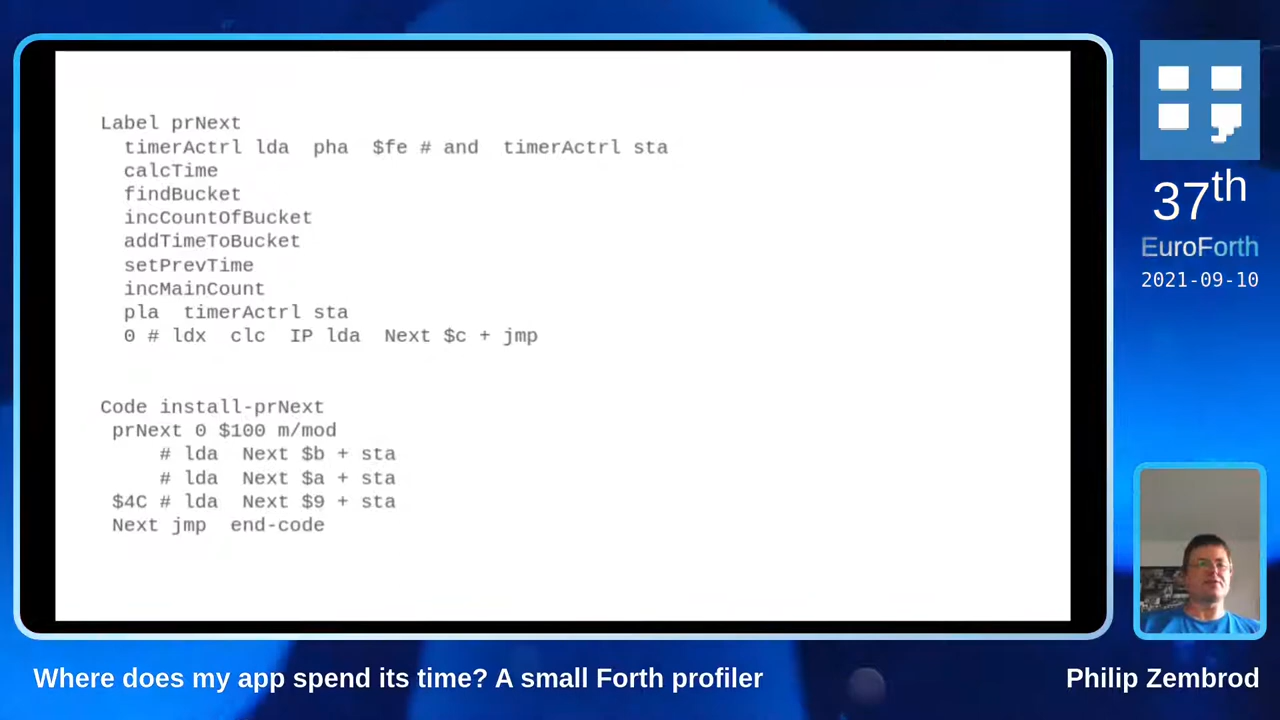 Label prNext
timerActrl lda pha $fe # and timerActrl sta
calcTime
findBucket
incCountOfBucket
addTimeToBucket
setPrevTime
incMainCount
pla timerActrl sta
0 # ldx clc IP lda Next $c + jmp
Code install-prNext
prNext 0 $100 m/mod
# lda Next $b + sta
# lda Next $a + sta
$4C # lda Next $9 + sta
Next jmp end-code
37th
EuroForth
2021-09-10
Where does my app spend its time? A small Forth profiler
Philip Zembrod